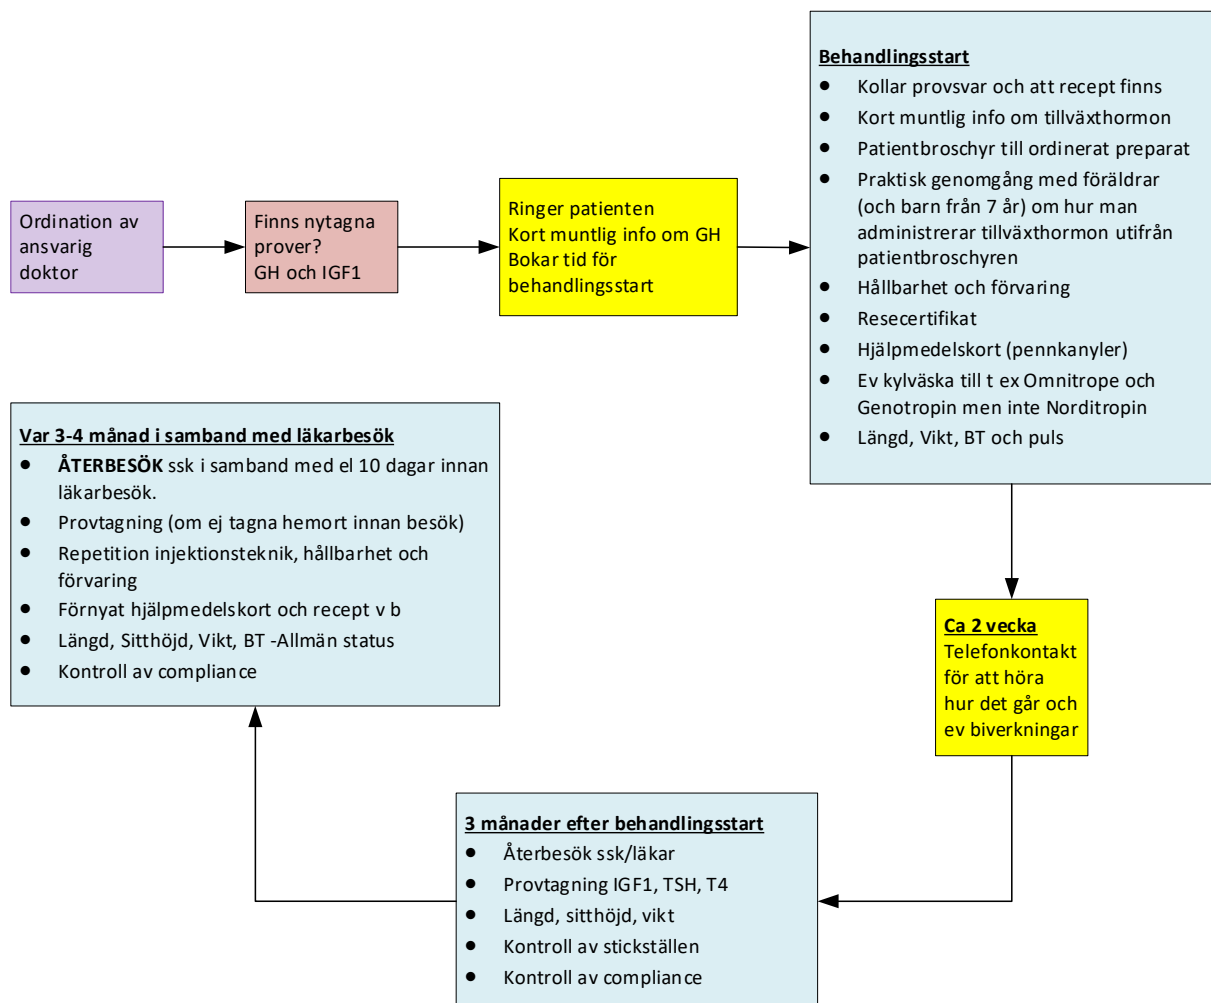 Ordination av
ansvarig
doktor
Finns nytagna
prover?
GH och IGF1
Ringer patienten
Kort muntlig info om GH
Bokar tid för
behandlingsstart
Behandlingsstart
● Kollar provsvar och att recept finns
● Kort muntlig info om tillväxthormon
● Patientbroschyr till ordinerat preparat
● Praktisk genomgång med föräldrar
(och barn från 7 år) om hur man
administrerar tillväxthormon utifrån
patientbroschyren
● Hållbarhet och förvaring
● Resecertifikat
● Hjälpmedelskort (pennkanyler)
● Ev kylväska till t ex Omnitrope och
Genotropin men inte Norditropin
● Längd, Vikt, BT och puls
Ca 2 vecka
Telefonkontakt
för att höra
hur det går och
ev biverkningar
3 månader efter behandlingsstart
● Återbesök ssk/läkar
● Provtagning IGF1, TSH, T4
● Längd, sitthöjd, vikt
● Kontroll av stickställen
● Kontroll av compliance
Var 3-4 månad i samband med läkarbesök
● ÅTERBESÖK ssk i samband med el 10 dagar innan
läkarbesök.
● Provtagning (om ej tagna hemort innan besök)
● Repetition injektionsteknik, hållbarhet och
förvaring
● Förnyat hjälpmedelskort och recept v b
● Längd, Sitthöjd, Vikt, BT -Allmän status
● Kontroll av compliance